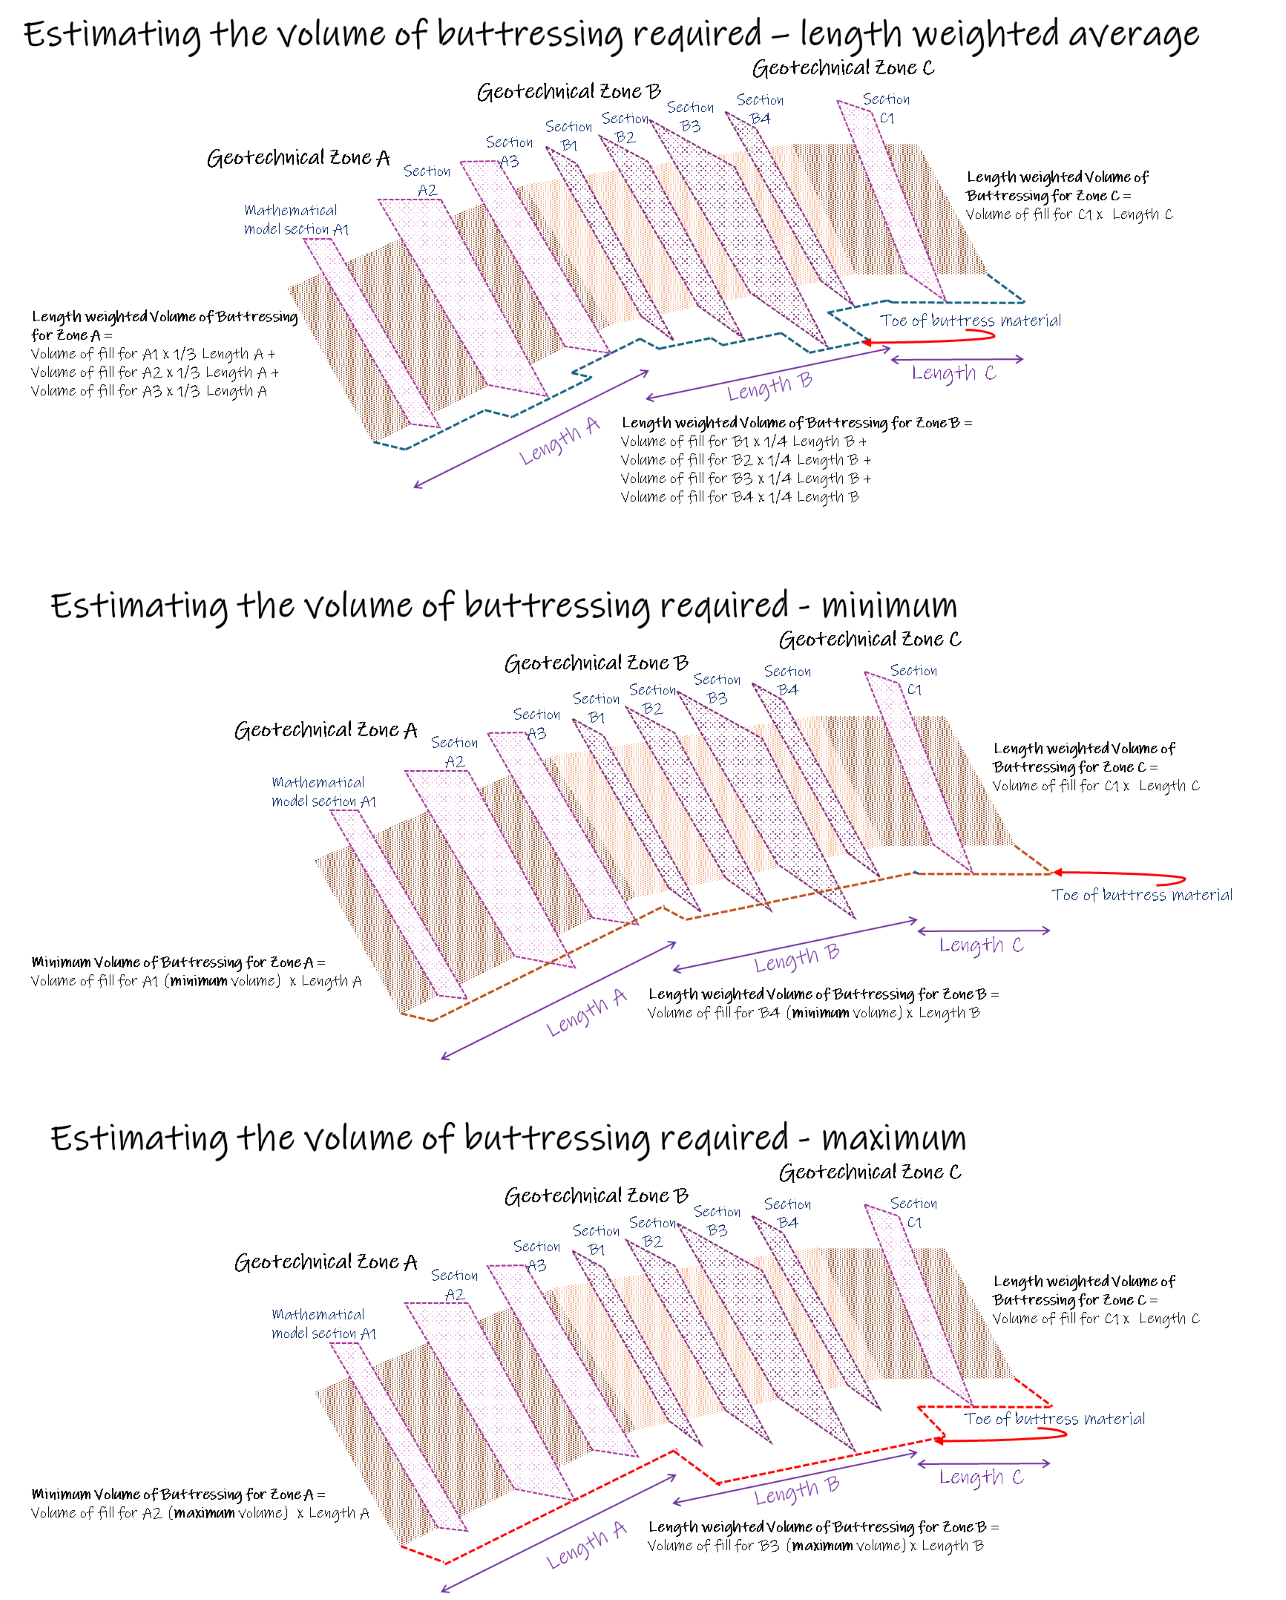 Estimating the volume of buttressing required – length weighted average
Geotechnical Zone C
Geotechnical Zone B
Section
C1
Section
B4
Section
B3
Section
B2
Section
B1
Section
A3
Geotechnical Zone A
Section
A2
Mathematical
model section A1
Length weighted Volume of
Buttressing for Zone C =
Volume of fill for C1 x Length C
Length weighted Volume of Buttressing
for Zone A =
Volume of fill for A1 x 1/3 Length A +
Volume of fill for A2 x 1/3 Length A +
Volume of fill for A3 x 1/3 Length A
Toe of buttress material
Length C
Length B
Length A
Length weighted Volume of Buttressing for Zone B =
Volume of fill for B1 x 1/4 Length B +
Volume of fill for B2 x 1/4 Length B +
Volume of fill for B3 x 1/4 Length B +
Volume of fill for B4 x 1/4 Length B
Estimating the volume of buttressing required - minimum
Geotechnical Zone C
Geotechnical Zone B
Section
C1
Section
B4
Section
B3
Section
B2
Section
B1
Section
A3
Geotechnical Zone A
Section
A2
Mathematical
model section A1
Length weighted Volume of
Buttressing for Zone C =
Volume of fill for C1 x Length C
Toe of buttress material
Length C
Length B
Length A
Minimum Volume of Buttressing for Zone A =
Volume of fill for A1 (minimum volume) x Length A
Length weighted Volume of Buttressing for Zone B =
Volume of fill for B4 (minimum volume) x Length B
Estimating the volume of buttressing required - maximum
Geotechnical Zone C
Geotechnical Zone B
Section
C1
Section
B4
Section
B3
Section
B2
Section
B1
Section
A3
Geotechnical Zone A
Section
A2
Mathematical
model section A1
Length weighted Volume of
Buttressing for Zone C =
Volume of fill for C1 x Length C
Toe of buttress material
Length C
Length B
Length A
Minimum Volume of Buttressing for Zone A =
Volume of fill for A2 (maximum volume) x Length A
Length weighted Volume of Buttressing for Zone B =
Volume of fill for B3 (maximum volume) x Length B